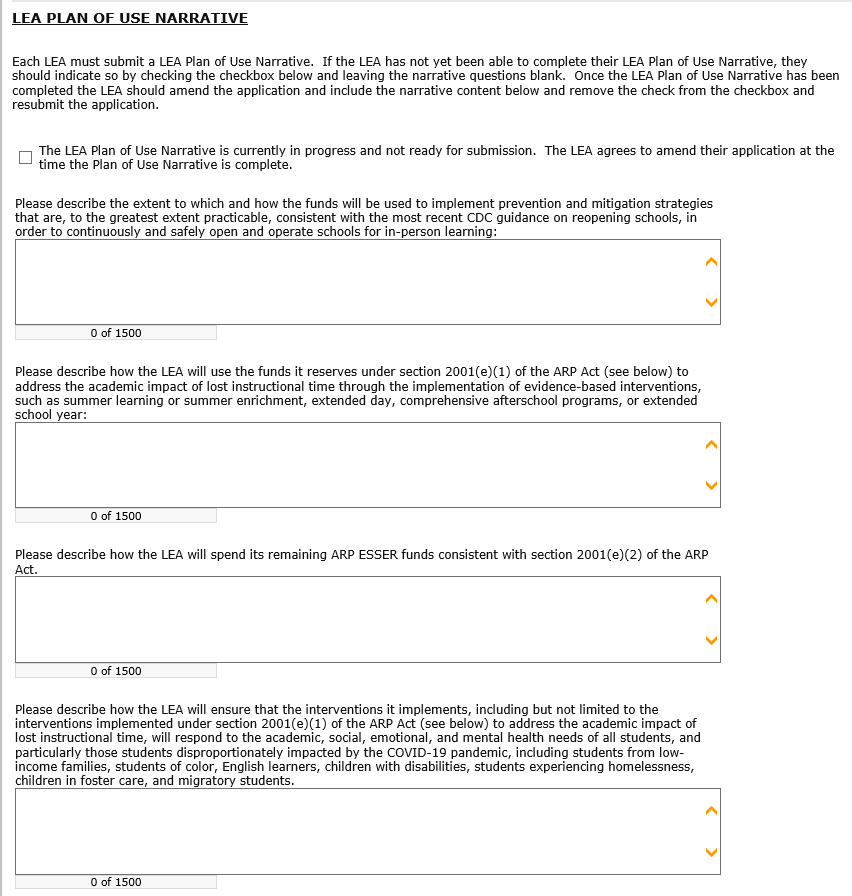 LEA PLAN OF USE NARRATIVE
Each LEA must submit a LEA Plan of Use Narrative.  If the LEA has not yet been able to complete their LEA Plan of Use Narrative, they
should indicate so by checking the checkbox below and leaving the narrative questions blank.  Once the LEA Plan of Use Narrative has been
completed the LEA should amend the application and include the narrative content below and remove the check from the checkbox and
resubmit the application.
The LEA Plan of Use Narrative is currently in progress and not ready for submission.  The LEA agrees to amend their application at the
time the Plan of Use Narrative is complete.
Please describe the extent to which and how the funds will be used to implement prevention and mitigation strategies
that are, to the greatest extent practicable, consistent with the most recent CDC guidance on reopening schools, in
order to continuously and safely open and operate schools for in-person learning:
0 of 1500
Please describe how the LEA will use the funds it reserves under section 2001(e)(1) of the ARP Act (see below) to
address the academic impact of lost instructional time through the implementation of evidence-based interventions,
such as summer learning or summer enrichment, extended day, comprehensive afterschool programs, or extended
school year:
0 of 1500
Please describe how the LEA will spend its remaining ARP ESSER funds consistent with section 2001(e)(2) of the ARP
Act.
0 of 1500
Please describe how the LEA will ensure that the interventions it implements, including but not limited to the
interventions implemented under section 2001(e)(1) of the ARP Act (see below) to address the academic impact of
lost instructional time, will respond to the academic, social, emotional, and mental health needs of all students, and
particularly those students disproportionately impacted by the COVID-19 pandemic, including students from low-
income families, students of color, English learners, children with disabilities, students experiencing homelessness,
children in foster care, and migratory students.
0 of 1500